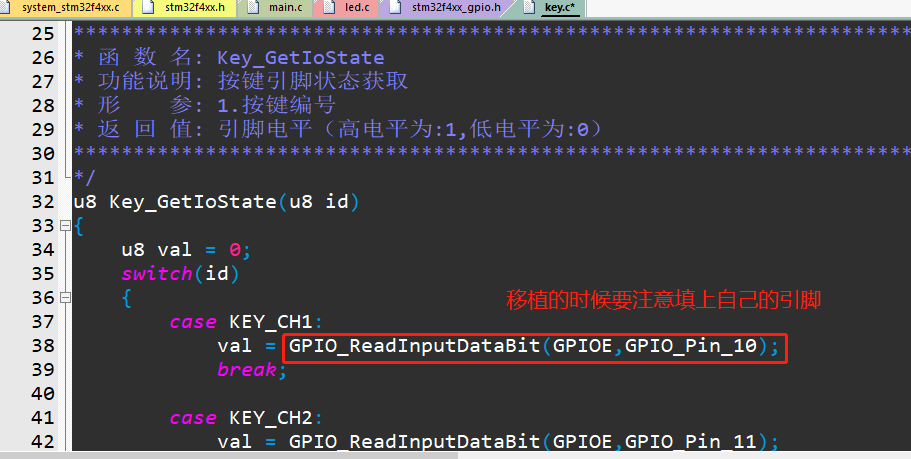 system_stm32f4xx.c stm32f4xx.h main.c led.c stm32f4xx_gpio.h key.c*
25 **********************************************************************
26 * 函 数 名: Key_GetIoState
27 * 功能说明: 按键引脚状态获取
28 * 形    参: 1.按键编号
29 * 返 回 值: 引脚电平（高电平为:1,低电平为:0）
30 **********************************************************************
31 */
32 u8 Key_GetIoState(u8 id)
33 {
34     u8 val = 0;
35     switch(id)
36     {
移植的时候要注意填上自己的引脚
37         case KEY_CH1:
38             val = GPIO_ReadInputDataBit(GPIOE,GPIO_Pin_10);
39             break;
40
41         case KEY_CH2:
42             val = GPIO_ReadInputDataBit(GPIOE,GPIO_Pin_11);